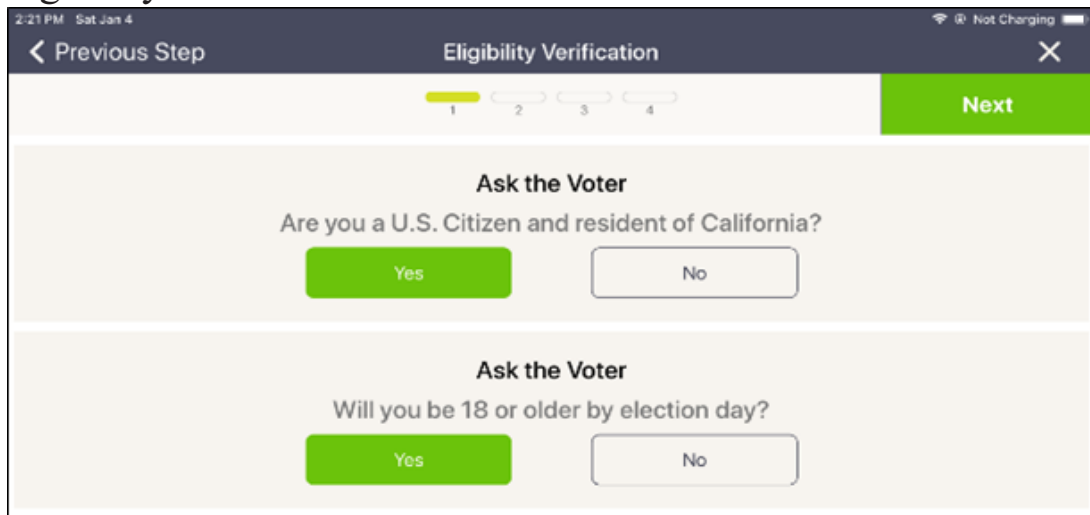 2:21 PM Sat Jan 4 Not Charging
Previous Step Eligibility Verification
Next
1 2 3 4
Ask the Voter
Are you a U.S. Citizen and resident of California?
Yes No
Ask the Voter
Will you be 18 or older by election day?
Yes No